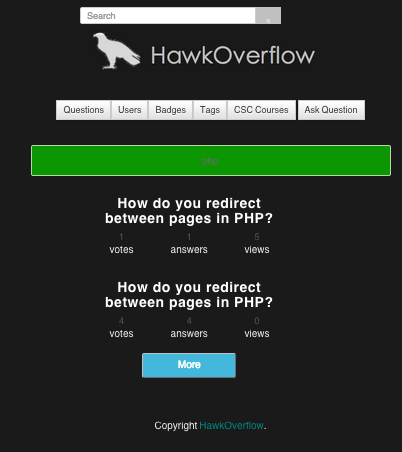 Search
HawkOverflow
Questions Users Badges Tags CSC Courses Ask Question
php
How do you redirect
between pages in PHP?
1 1 5
votes answers views
How do you redirect
between pages in PHP?
4 4 0
votes answers views
More
Copyright HawkOverflow.